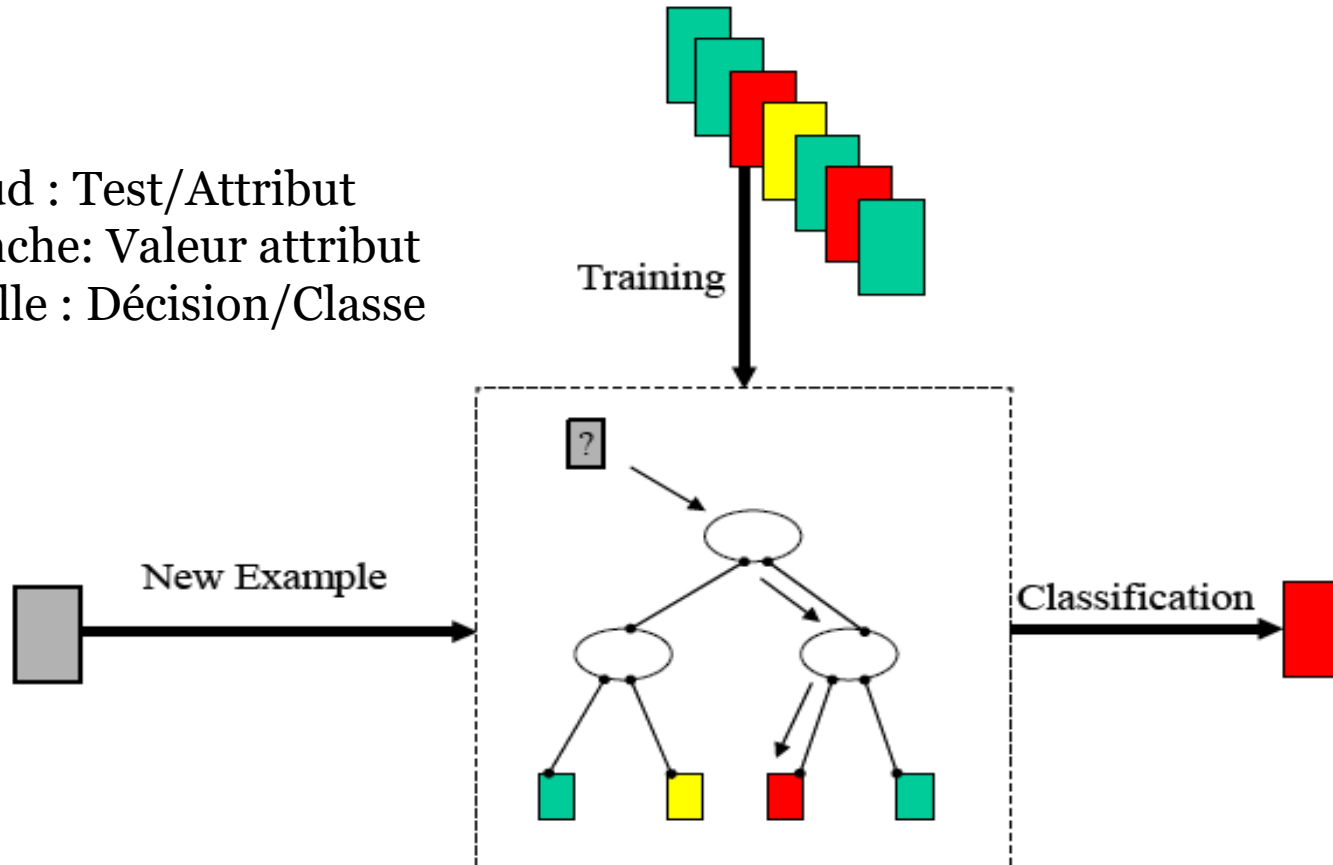 ud : Test/Attribut
nche: Valeur attribut
lle : Décision/Classe
Training
?
New Example
Classification